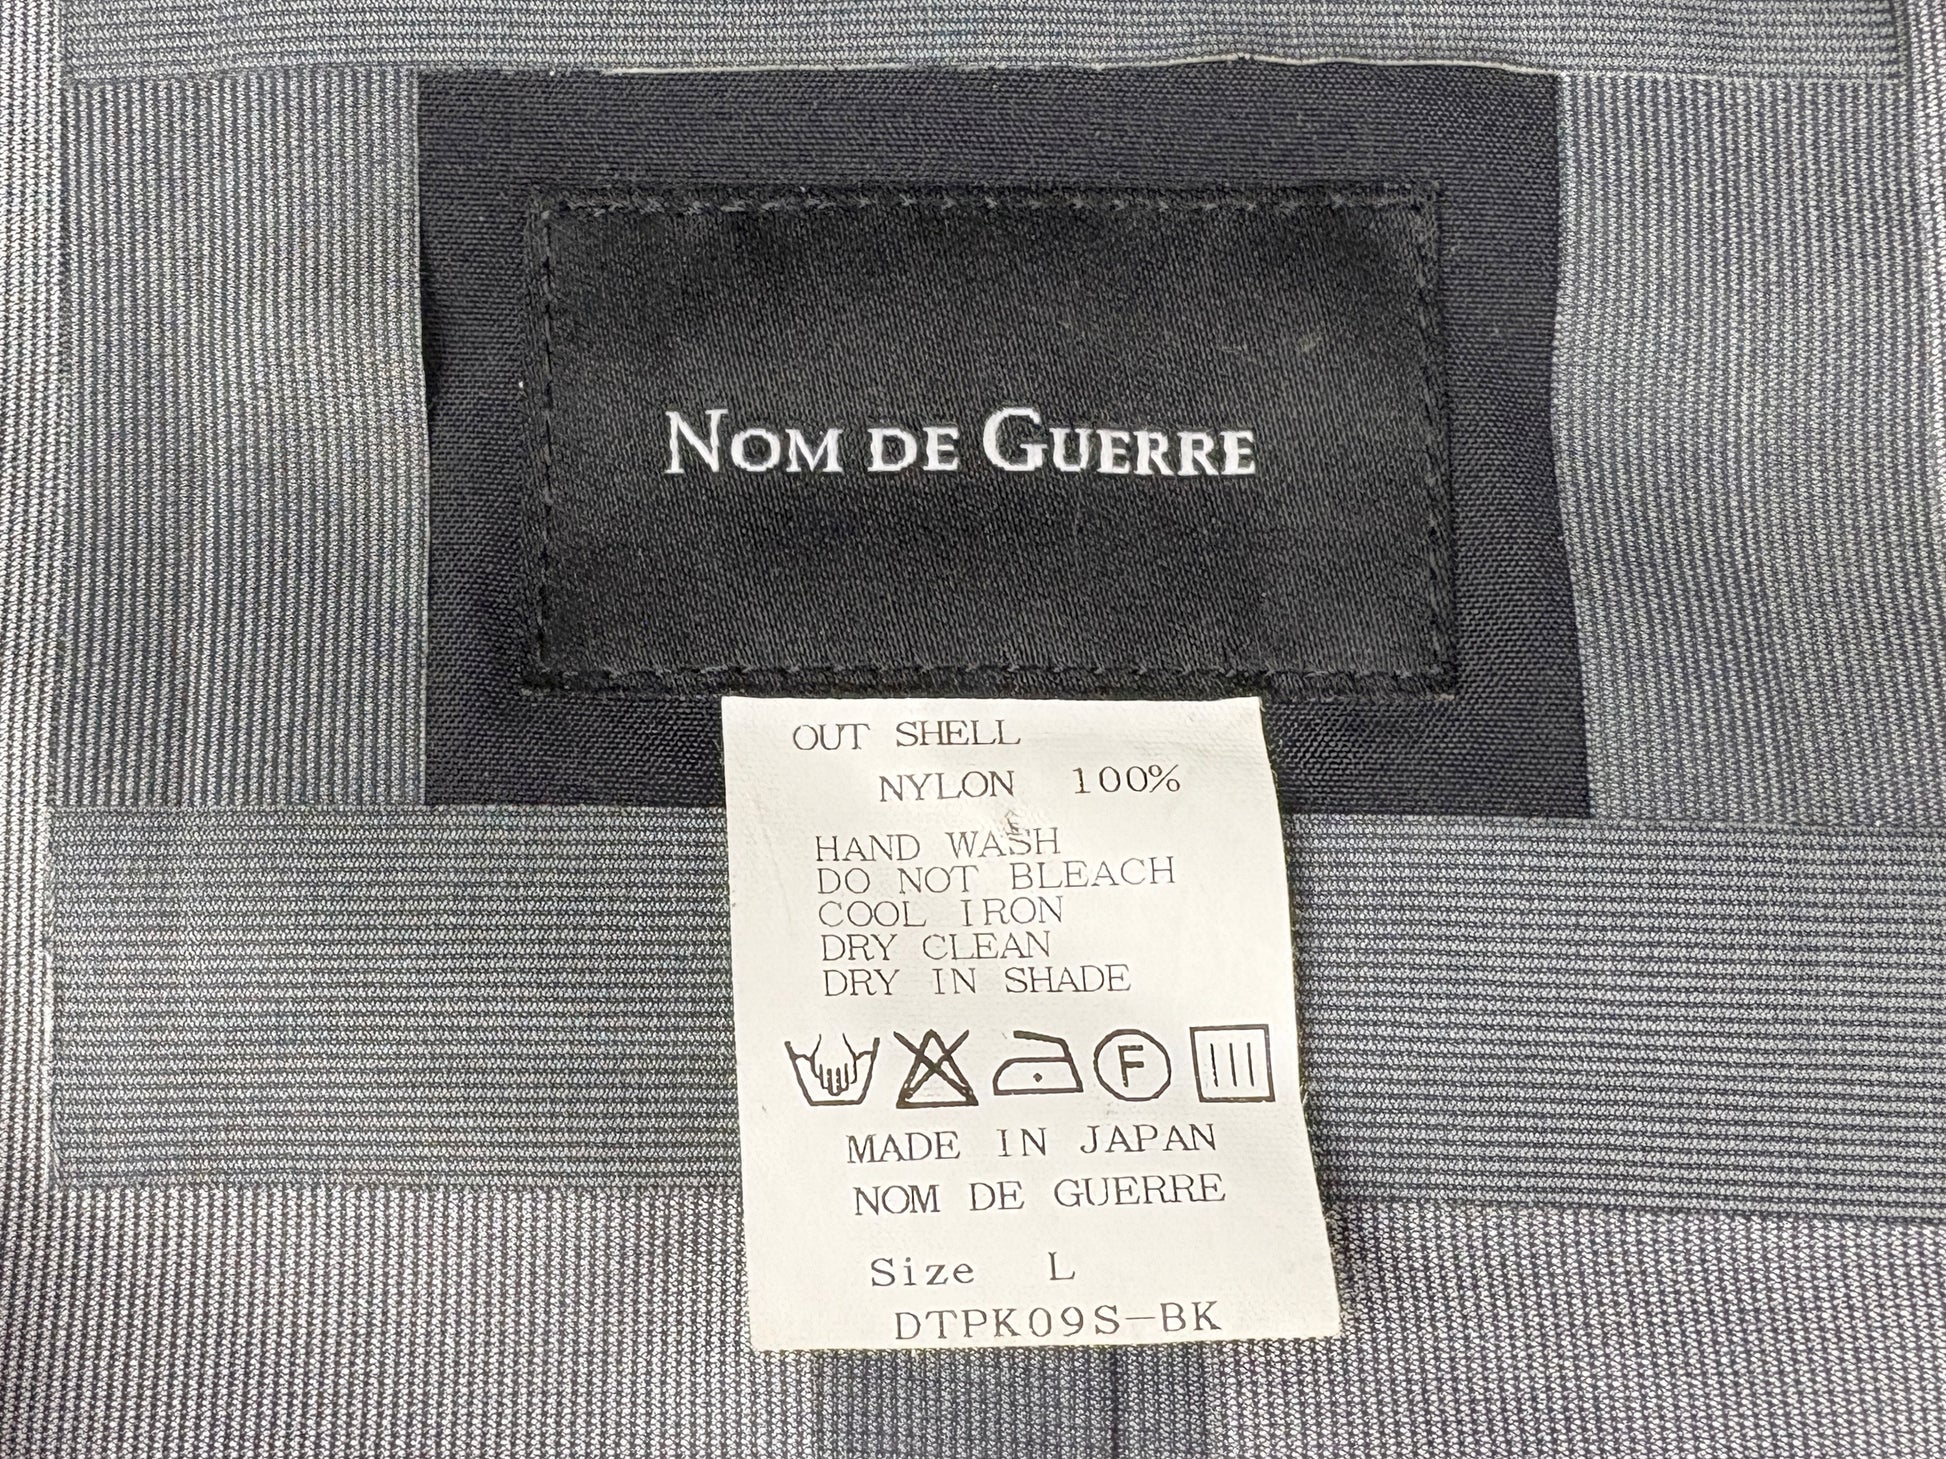 NOM DE GUERRE
OUT SHELL
NYLON 100%
HAND WASH
DO NOT BLEACH
COOL IRON
DRY CLEAN
DRY IN SHADE
F
MADE IN JAPAN
NOM DE GUERRE
Size L
DTPK09S-BK